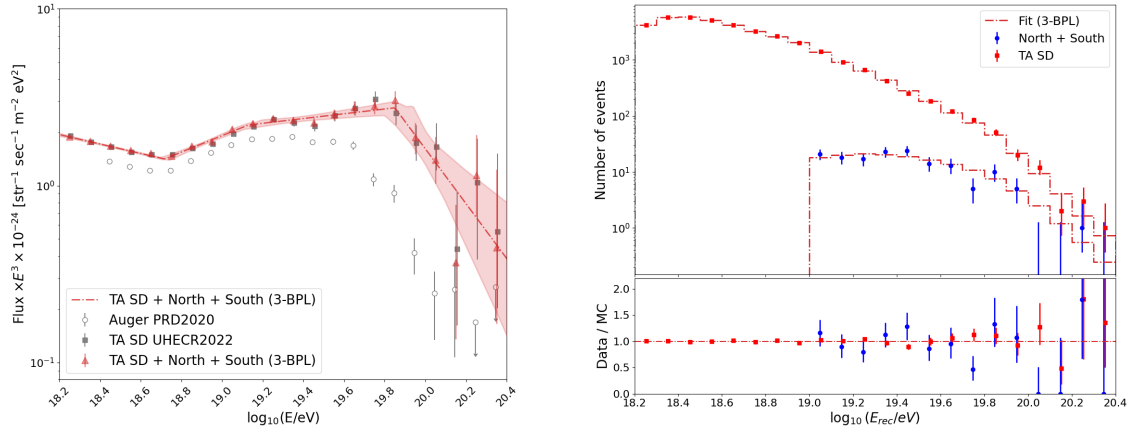 Flux ×E³ × 10⁻²⁴ [str⁻¹ sec⁻¹ m⁻² eV²]
10¹
10⁰
10⁻¹
TA SD + North + South (3-BPL)
Auger PRD2020
TA SD UHECR2022
TA SD + North + South (3-BPL)
18.2 18.4 18.6 18.8 19.0 19.2 19.4 19.6 19.8 20.0 20.2 20.4
log₁₀(E/eV)
Number of events
10³
10²
10¹
10⁰
Fit (3-BPL)
North + South
TA SD
Data / MC
2.0
1.5
1.0
0.5
0.0
18.2 18.4 18.6 18.8 19.0 19.2 19.4 19.6 19.8 20.0 20.2 20.4
log₁₀(E_rec/eV)